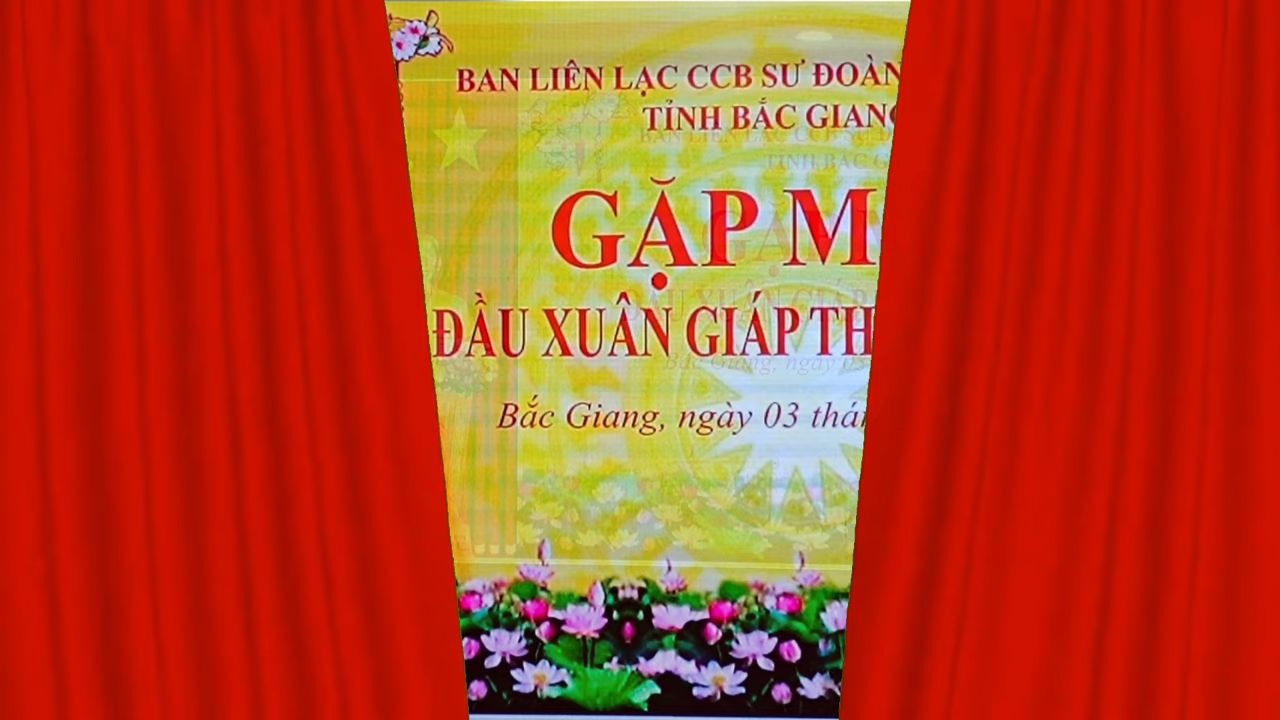 BAN LIÊN LẠC CCB SƯ ĐOÀN
TỈNH BẮC GIANG
GẶP M
ĐẦU XUÂN GIÁP TH
Bắc Giang, ngày 03 thán